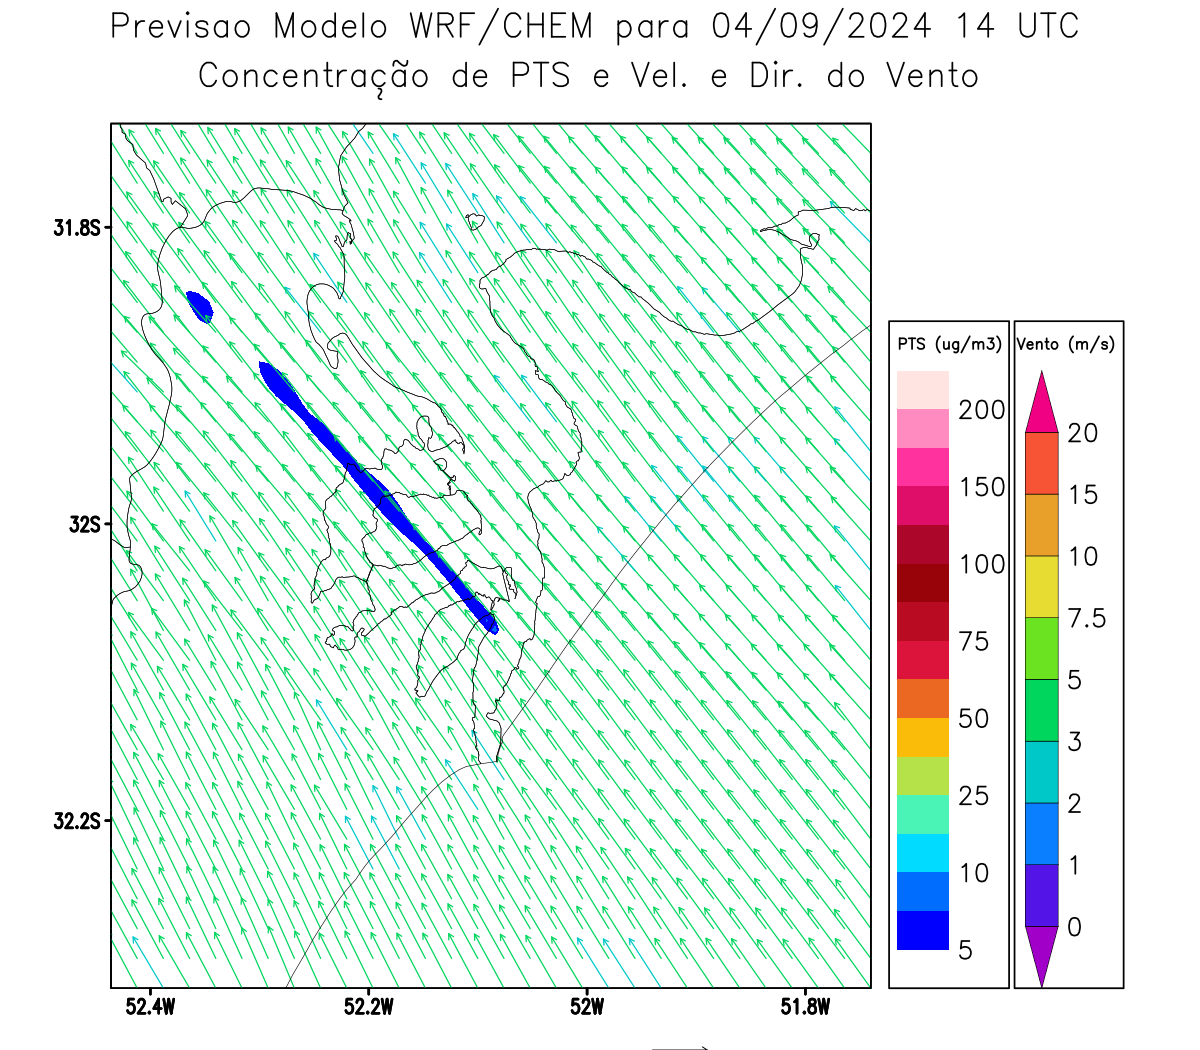 Previsao Modelo WRF/CHEM para 04/09/2024 14 UTC
Concentração de PTS e Vel. e Dir. do Vento
31.8S
32S
32.2S
52.4W 52.2W 52W 51.8W
PTS (ug/m3)
200
150
100
75
50
25
10
5
Vento (m/s)
20
15
10
7.5
5
3
2
1
0